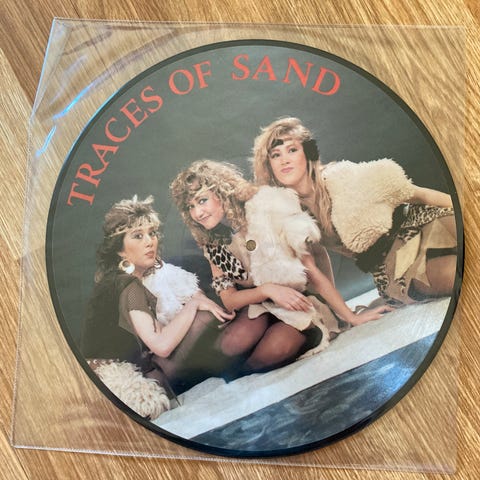 TRACES OF SAND